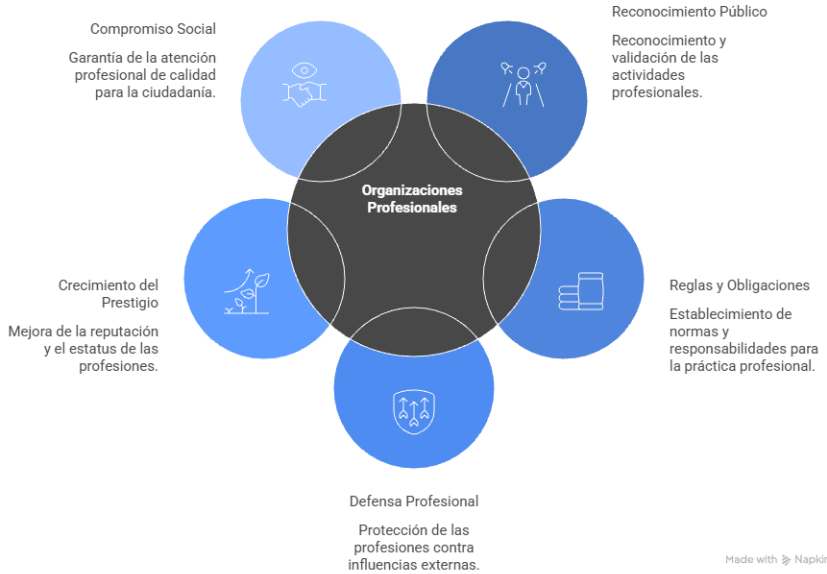 Compromiso Social
Garantía de la atención
profesional de calidad
para la ciudadanía.
Reconocimiento Público
Reconocimiento y
validación de las
actividades
profesionales.
Organizaciones
Profesionales
Crecimiento del
Prestigio
Mejora de la reputación
y el estatus de las
profesiones.
Reglas y Obligaciones
Establecimiento de
normas y
responsabilidades para
la práctica profesional.
Defensa Profesional
Protección de las
profesiones contra
influencias externas.
Made with Napkin